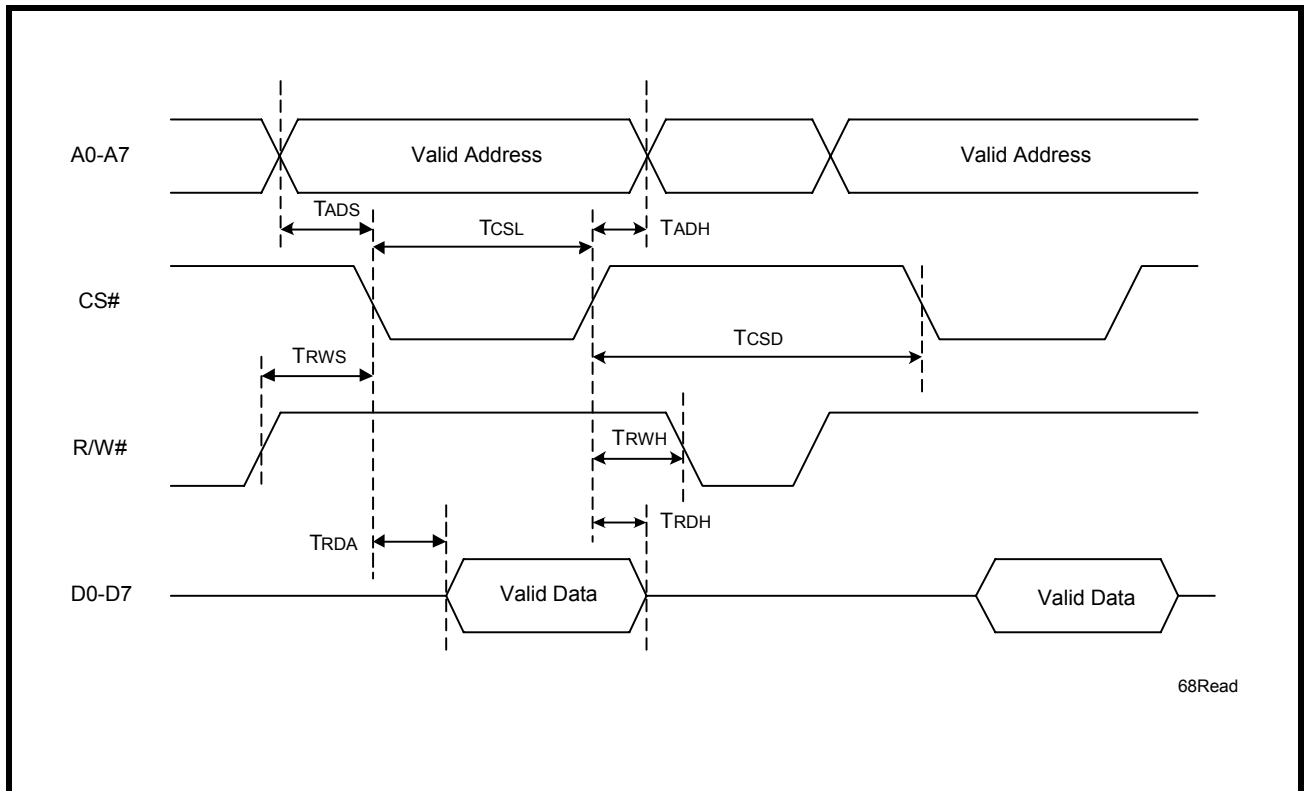 A0-A7
Valid Address
Valid Address
TADS
TCSL
TADH
CS#
TCSD
TRWS
R/W#
TRWH
TRDH
TRDA
D0-D7
Valid Data
Valid Data
68Read